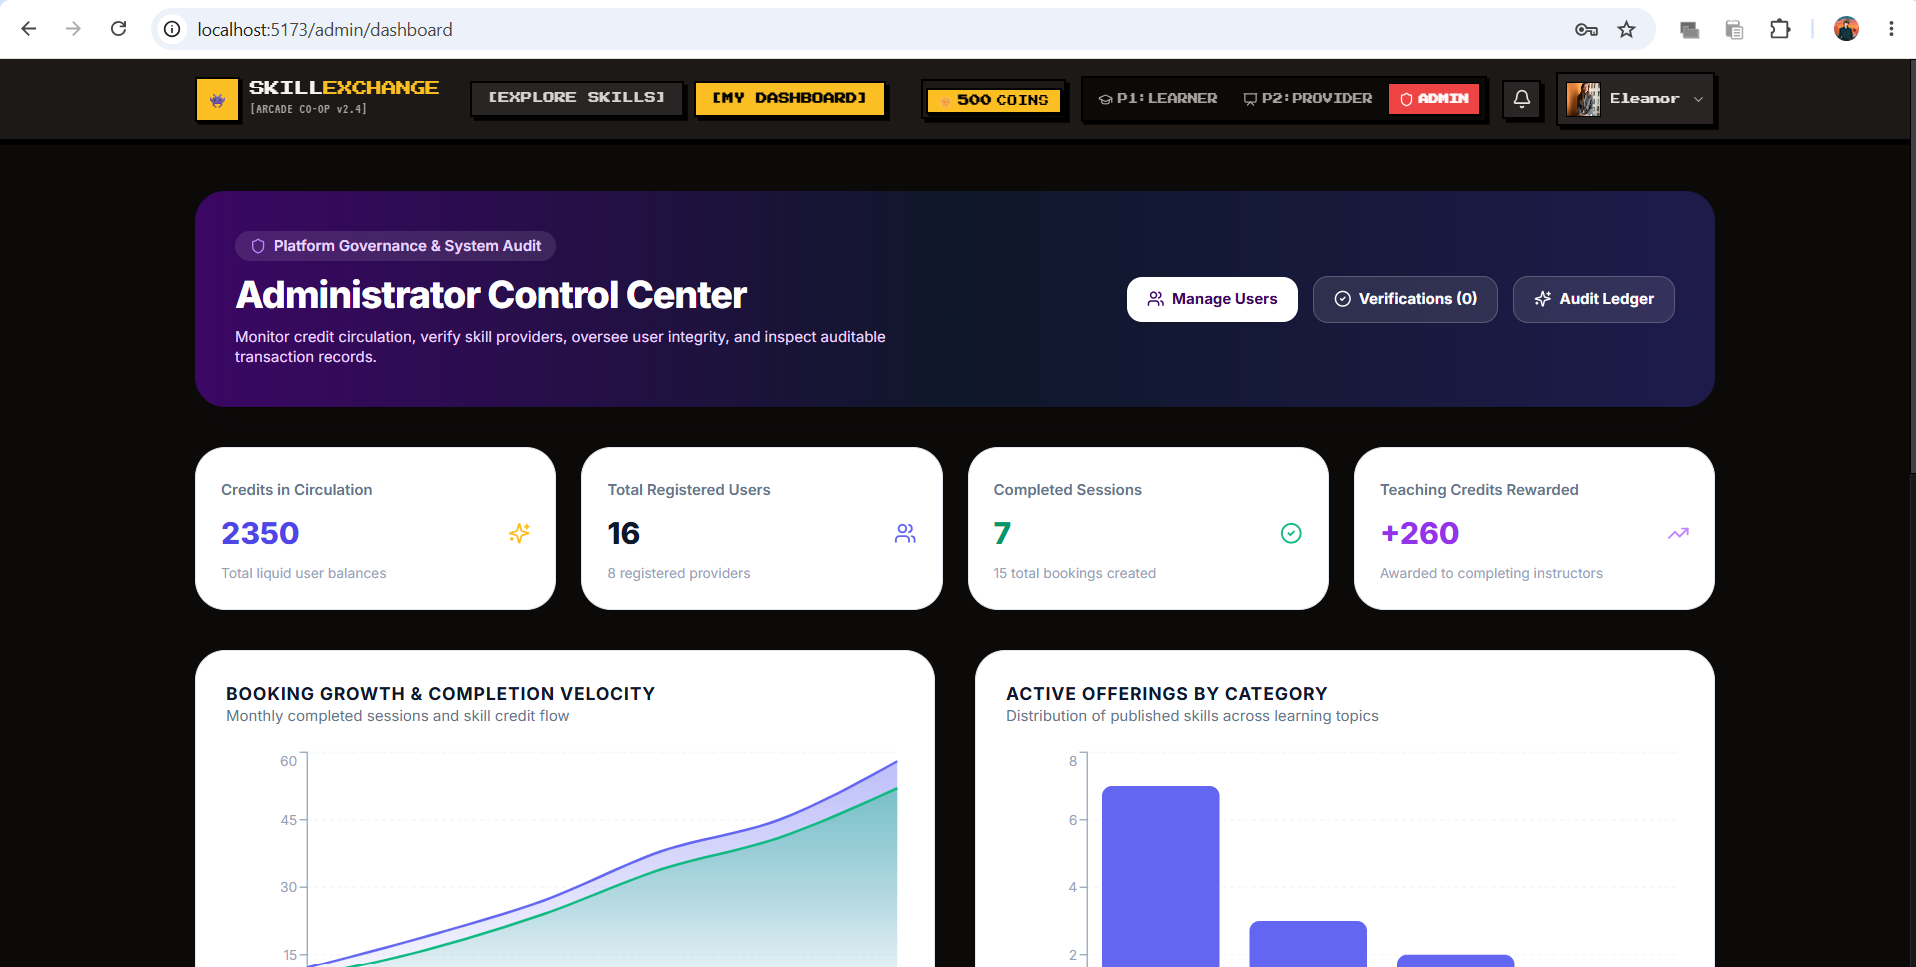 localhost:5173/admin/dashboard
SKILLEXCHANGE
[ARCADE CO-OP v2.4]
[EXPLORE SKILLS]
[MY DASHBOARD]
500 COINS
P1:LEARNER
P2:PROVIDER
ADMIN
Eleanor
Platform Governance & System Audit
Administrator Control Center
Monitor credit circulation, verify skill providers, oversee user integrity, and inspect auditable
transaction records.
Manage Users
Verifications (0)
Audit Ledger
Credits in Circulation
2350
Total liquid user balances
Total Registered Users
16
8 registered providers
Completed Sessions
7
15 total bookings created
Teaching Credits Rewarded
+260
Awarded to completing instructors
BOOKING GROWTH & COMPLETION VELOCITY
Monthly completed sessions and skill credit flow
60
45
30
15
ACTIVE OFFERINGS BY CATEGORY
Distribution of published skills across learning topics
8
6
4
2